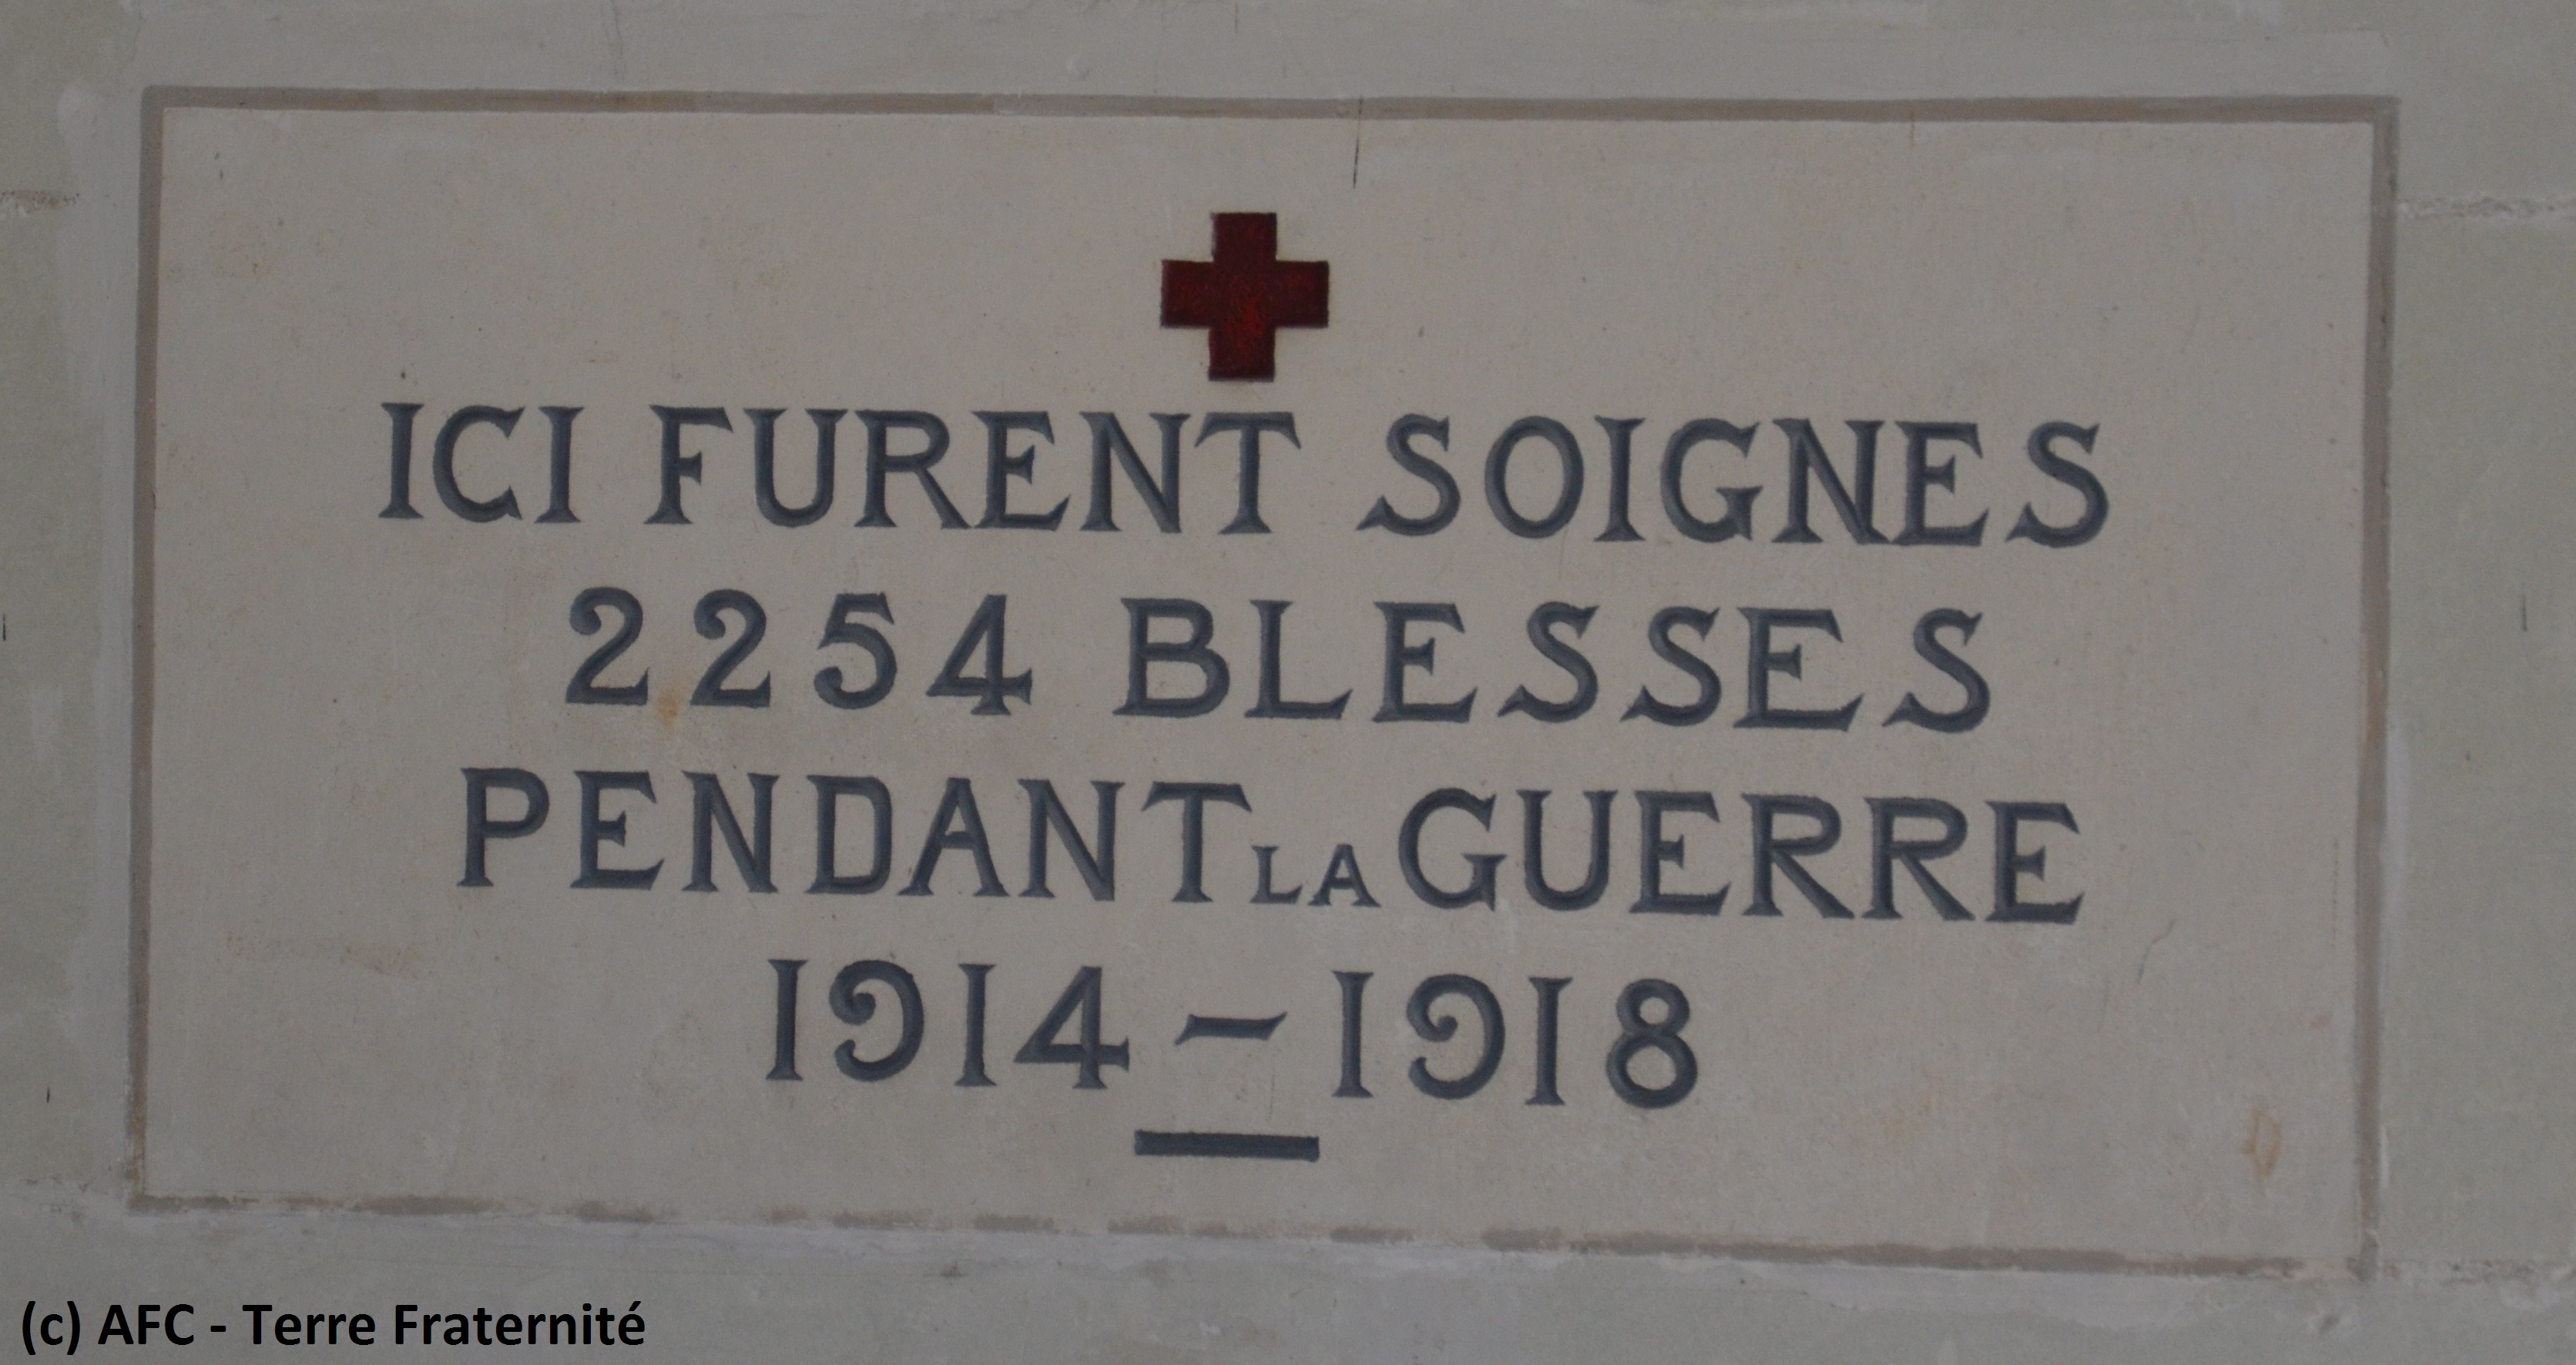 ICI FURENT SOIGNES
2254 BLESSES
PENDANT LA GUERRE
1914 - 1918
(c) AFC - Terre Fraternité